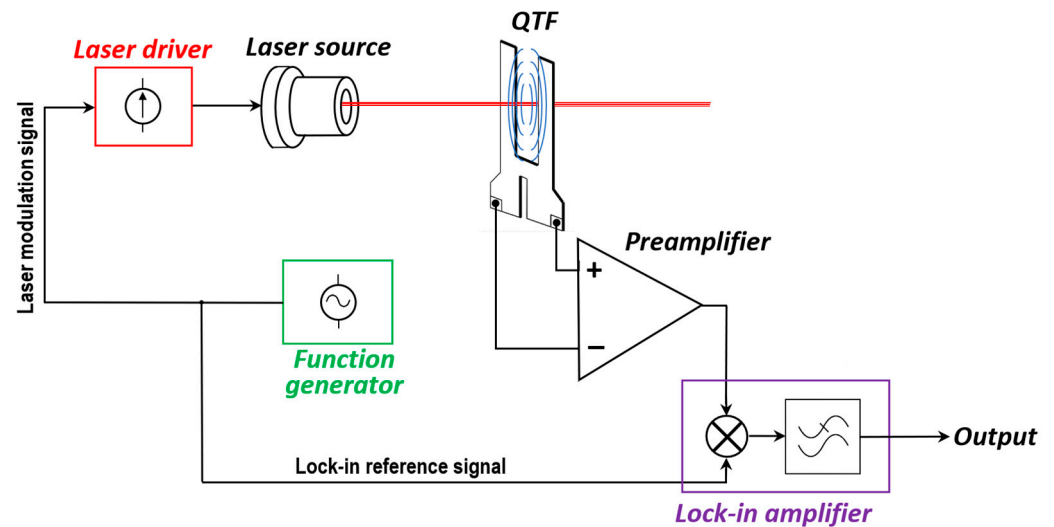 QTF
Laser driver
Laser source
Laser modulation signal
Preamplifier
+
−
Function
generator
Lock-in reference signal
Output
Lock-in amplifier